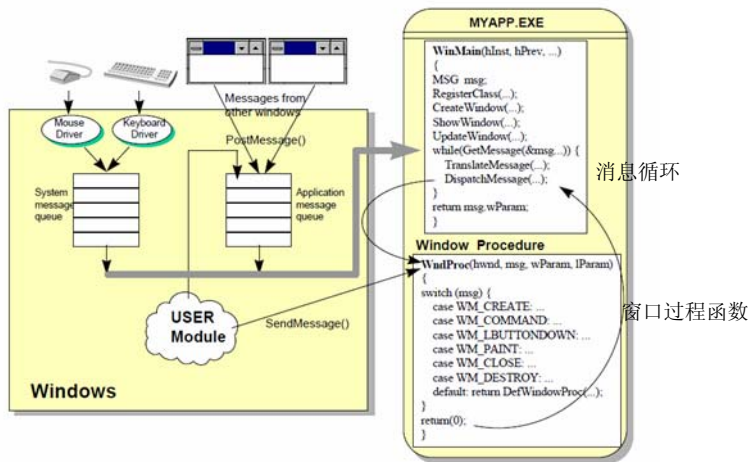 Messages from
other windows
Mouse
Driver
Keyboard
Driver
PostMessage()
System
message
queue
Application
message
queue
USER
Module
SendMessage()
Windows
MYAPP.EXE
WinMain(hInst, hPrev, ...)
{
MSG msg;
RegisterClass(...);
CreateWindow(...);
ShowWindow(...);
UpdateWindow(...);
while(GetMessage(&msg...)) {
TranslateMessage(...);
DispatchMessage(...);
}
return msg.wParam;
}
消息循环
Window Procedure
WndProc(hwnd, msg, wParam, lParam)
{
switch (msg) {
case WM_CREATE: ...
case WM_COMMAND: ...
case WM_LBUTTONDOWN: ...
case WM_PAINT: ...
case WM_CLOSE: ...
case WM_DESTROY: ...
default: return DefWindowProc(...);
}
return(0);
}
窗口过程函数